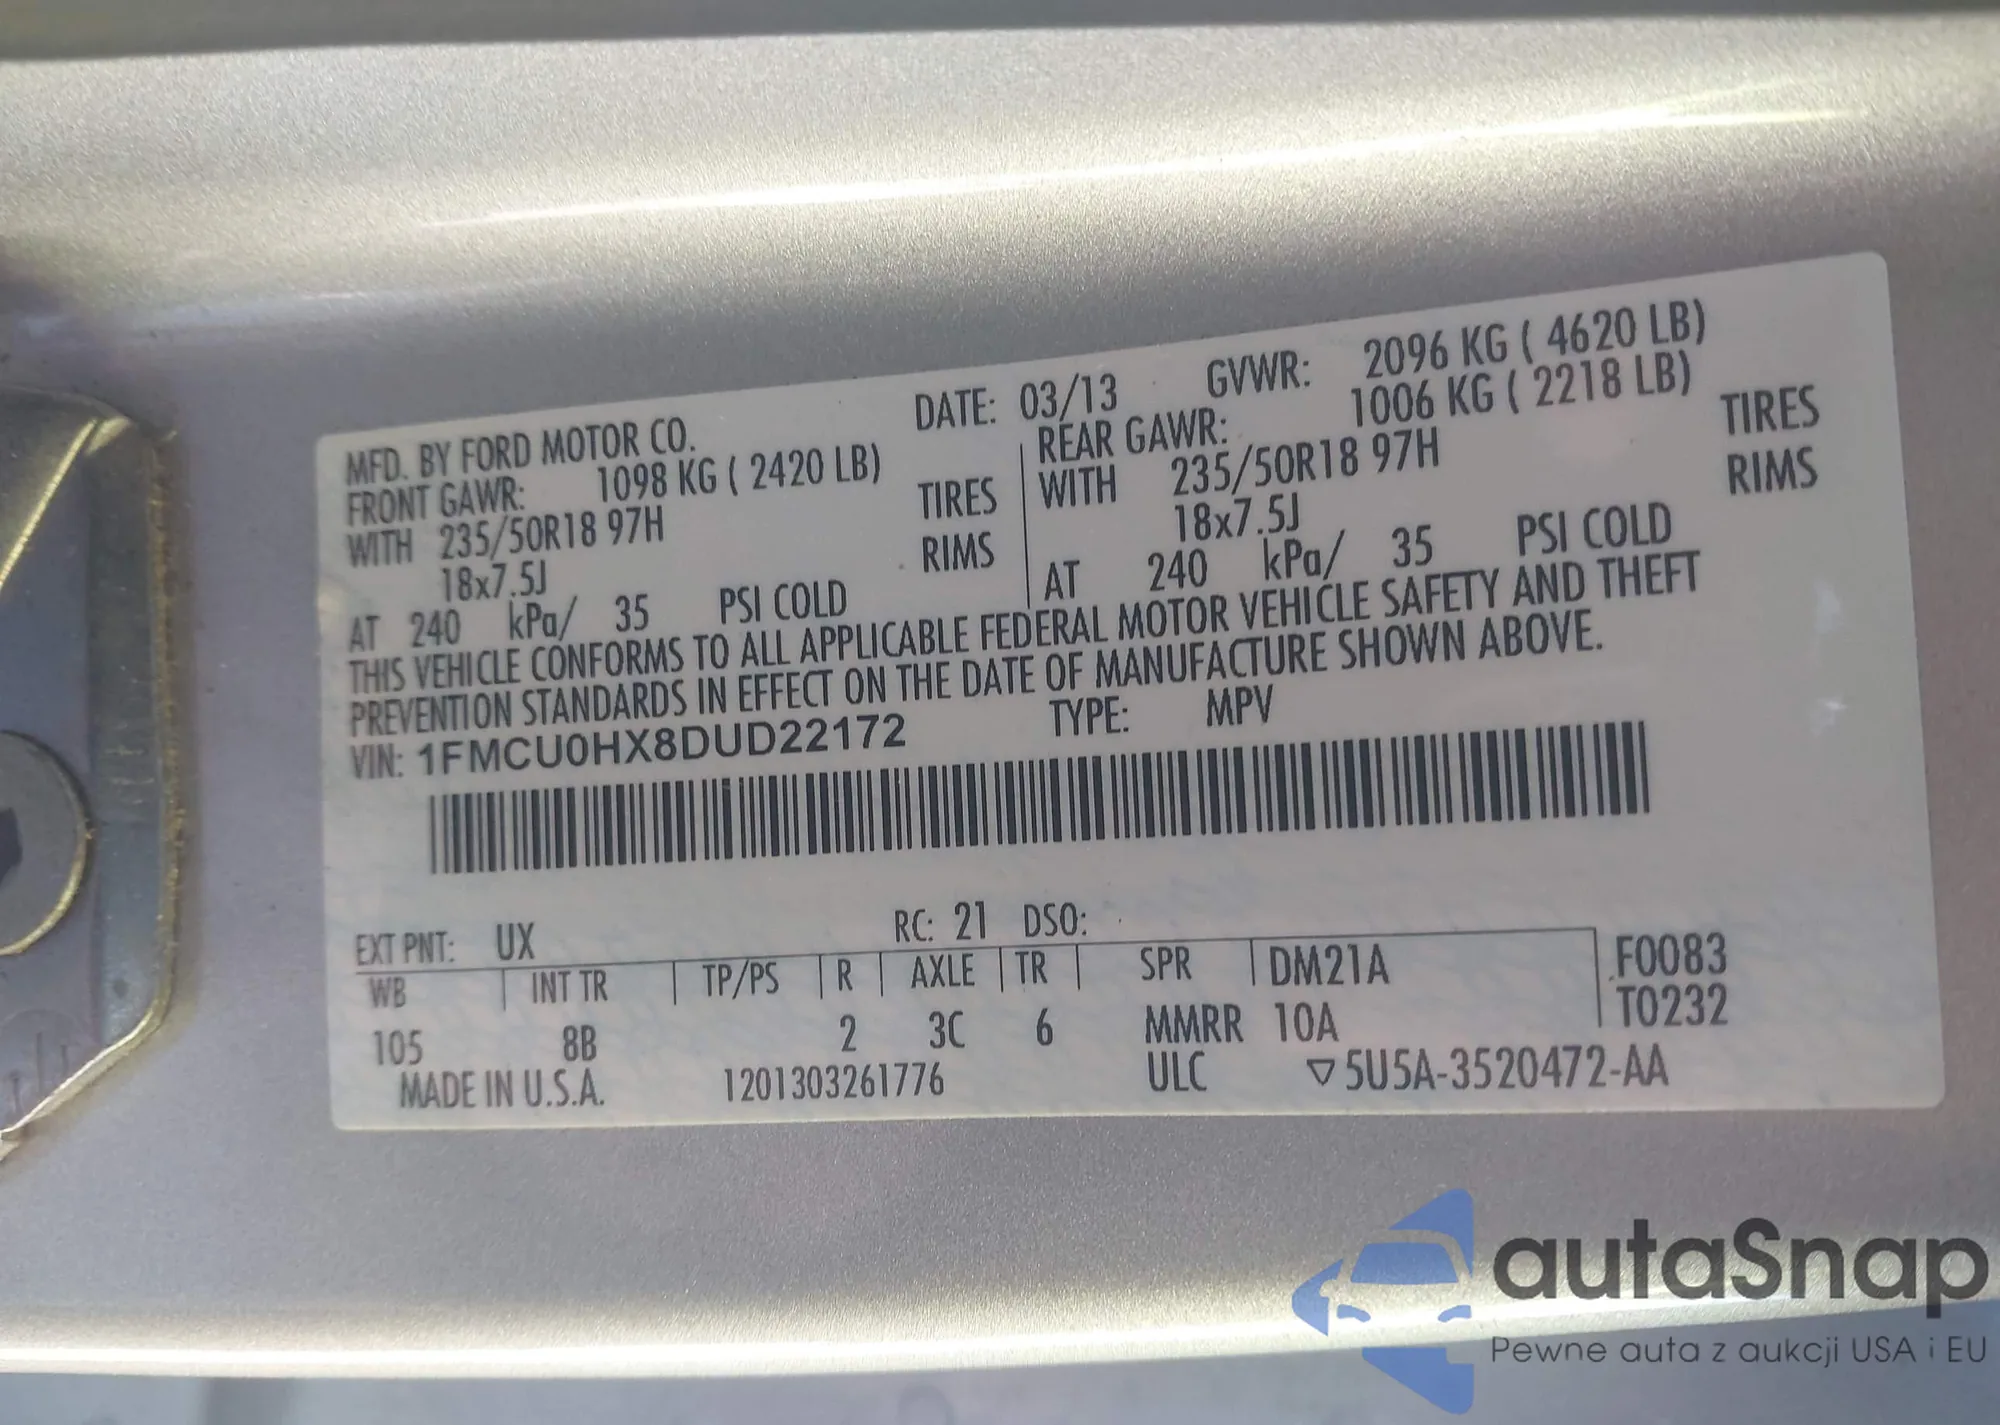 MFD. BY FORD MOTOR CO. DATE: 03/13 GVWR: 2096 KG ( 4620 LB)
FRONT GAWR: 1098 KG ( 2420 LB) REAR GAWR: 1006 KG ( 2218 LB)
WITH 235/50R18 97H TIRES WITH 235/50R18 97H TIRES
18x7.5J RIMS 18x7.5J RIMS
AT 240 kPa/ 35 PSI COLD AT 240 kPa/ 35 PSI COLD
THIS VEHICLE CONFORMS TO ALL APPLICABLE FEDERAL MOTOR VEHICLE SAFETY AND THEFT
PREVENTION STANDARDS IN EFFECT ON THE DATE OF MANUFACTURE SHOWN ABOVE.
VIN: 1FMCU0HX8DUD22172 TYPE: MPV
EXT PNT: UX RC: 21 DSO:
WB INT TR TP/PS R AXLE TR SPR DM21A F0083
105 8B 2 3C 6 MMRR 10A T0232
MADE IN U.S.A. 1201303261776 ULC ▽5U5A-3520472-AA
autaSnap
Pewne auta z aukcji USA i EU